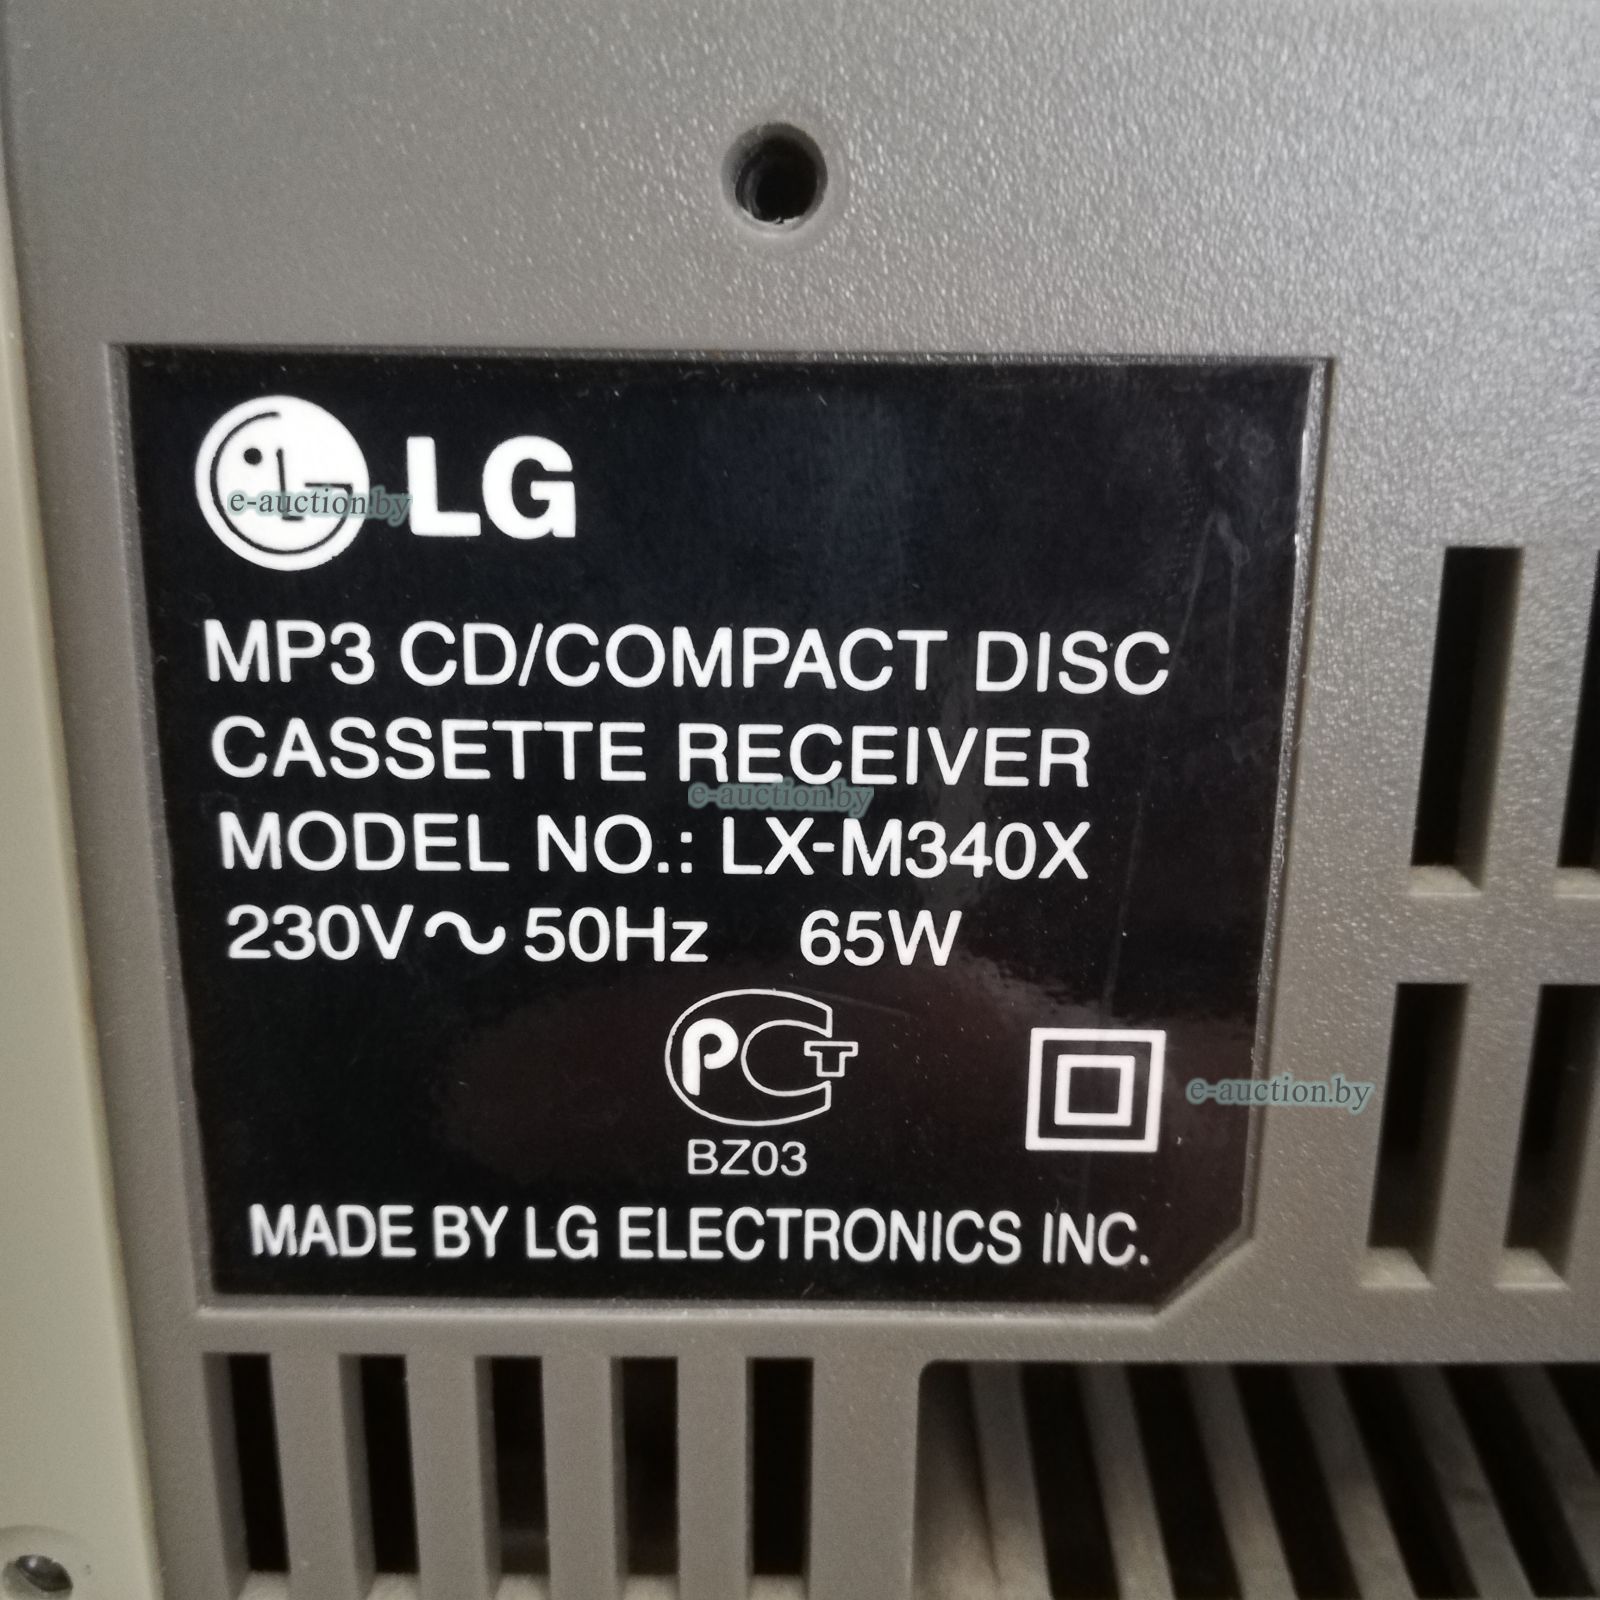 LG
e-auction.by
MP3 CD/COMPACT DISC
CASSETTE RECEIVER
e-auction.by
MODEL NO.: LX-M340X
230V~50Hz 65W
РСТ
e-auction.by
BZ03
MADE BY LG ELECTRONICS INC.